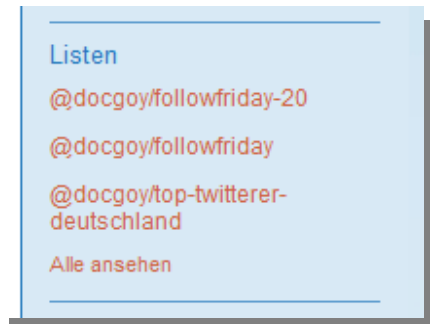 Listen
@docgoy/followfriday-20
@docgoy/followfriday
@docgoy/top-twitterer-
deutschland
Alle ansehen